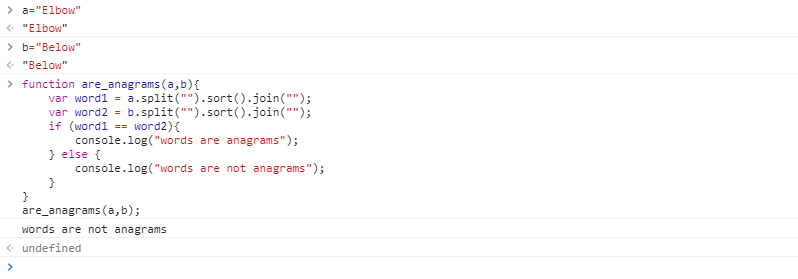 > a="Elbow"
<· "Elbow"
> b="Below"
<· "Below"
> function are_anagrams(a,b){
    var word1 = a.split("").sort().join("");
    var word2 = b.split("").sort().join("");
    if (word1 == word2){
        console.log("words are anagrams");
    } else {
        console.log("words are not anagrams");
    }
}
are_anagrams(a,b);
words are not anagrams
<· undefined
>